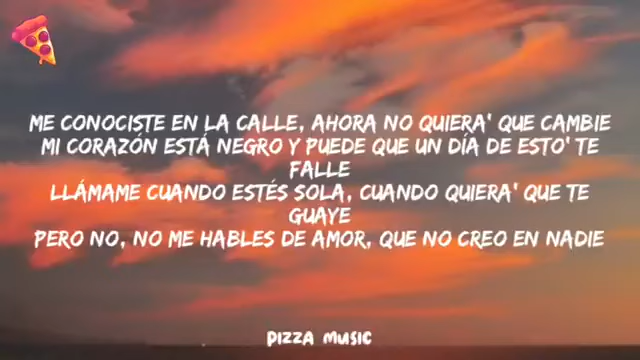 ME CONOCISTE EN LA CALLE, AHORA NO QUIERA' QUE CAMBIE
MI CORAZÓN ESTÁ NEGRO Y PUEDE QUE UN DÍA DE ESTO' TE
FALLE
LLÁMAME CUANDO ESTÉS SOLA, CUANDO QUIERA' QUE TE
GUAYE
PERO NO, NO ME HABLES DE AMOR, QUE NO CREO EN NADIE
PIZZA MUSIC